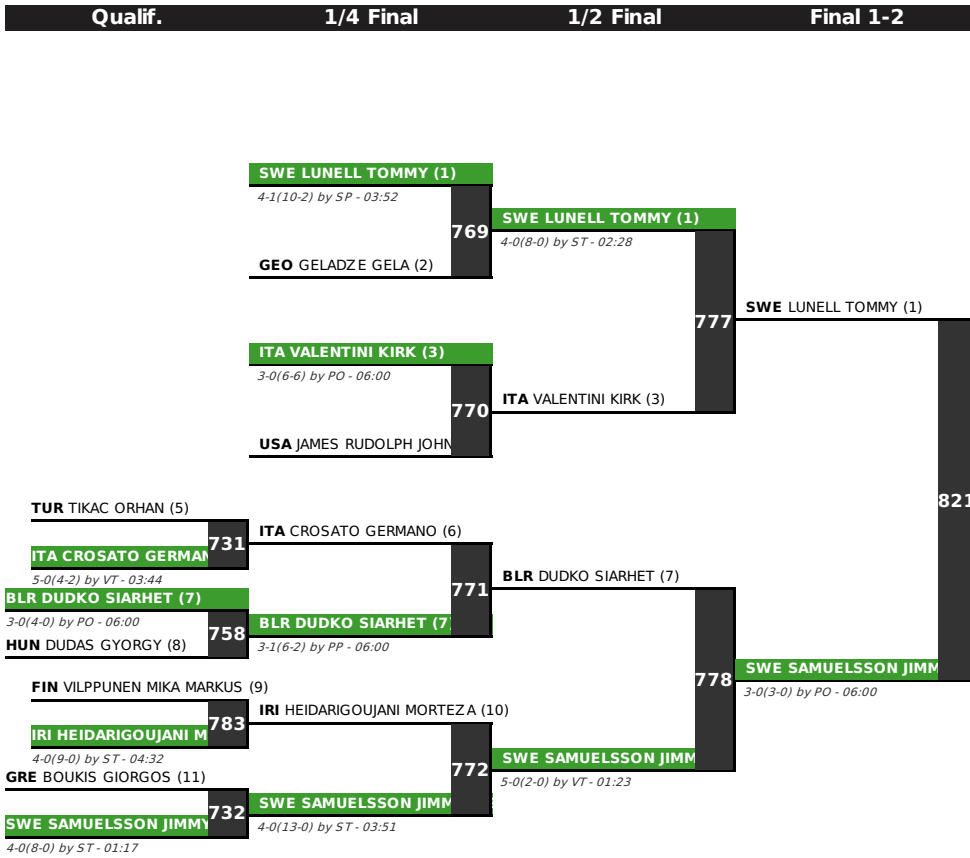 Qualif. 1/4 Final 1/2 Final Final 1-2
SWE LUNELL TOMMY (1)
4-1(10-2) by SP - 03:52
769
GEO GELADZE GELA (2)
SWE LUNELL TOMMY (1)
4-0(8-0) by ST - 02:28
777
SWE LUNELL TOMMY (1)
ITA VALENTINI KIRK (3)
3-0(6-6) by PO - 06:00
770
USA JAMES RUDOLPH JOHN
ITA VALENTINI KIRK (3)
821
TUR TIKAC ORHAN (5)
731
ITA CROSATO GERMAN
5-0(4-2) by VT - 03:44
ITA CROSATO GERMANO (6)
771
BLR DUDKO SIARHET (7)
BLR DUDKO SIARHET (7)
3-0(4-0) by PO - 06:00
758
HUN DUDAS GYORGY (8)
BLR DUDKO SIARHET (7)
3-1(6-2) by PP - 06:00
778
SWE SAMUELSSON JIMM
3-0(3-0) by PO - 06:00
FIN VILPPUNEN MIKA MARKUS (9)
783
IRI HEIDARIGOUJANI M
4-0(9-0) by ST - 04:32
IRI HEIDARIGOUJANI MORTEZA (10)
772
SWE SAMUELSSON JIMM
5-0(2-0) by VT - 01:23
GRE BOUKIS GIORGOS (11)
732
SWE SAMUELSSON JIMMY
4-0(8-0) by ST - 01:17
SWE SAMUELSSON JIMM
4-0(13-0) by ST - 03:51